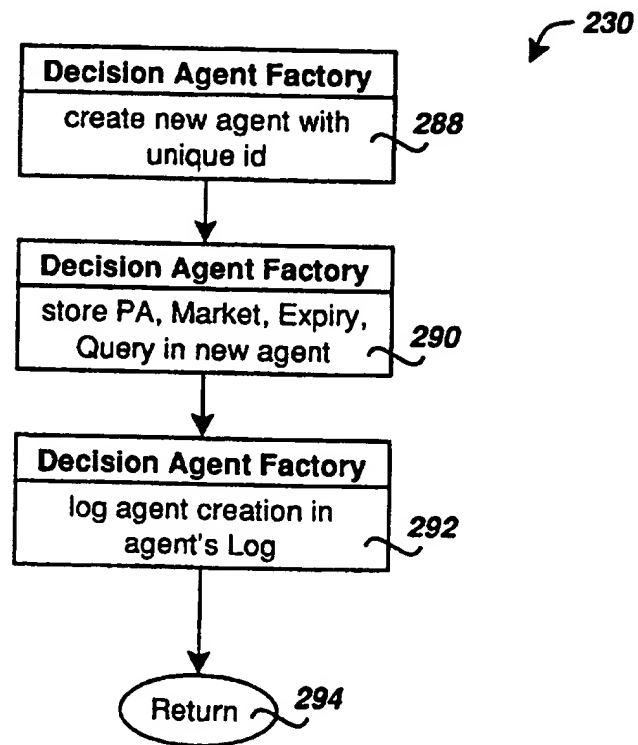 230
Decision Agent Factory
create new agent with
unique id
288
Decision Agent Factory
store PA, Market, Expiry,
Query in new agent
290
Decision Agent Factory
log agent creation in
agent's Log
292
Return
294